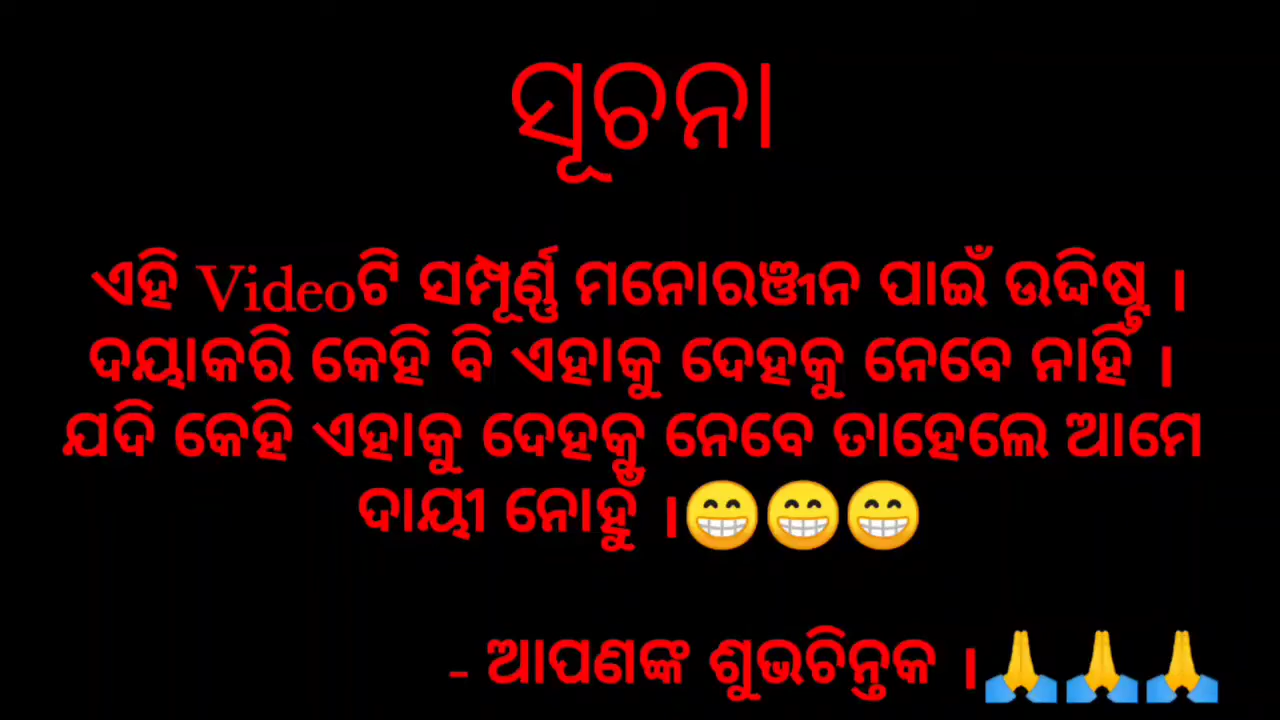 ସୂଚନା
ଏହି Videoଟି ସମ୍ପୂର୍ଣ୍ଣ ମନୋରଞ୍ଜନ ପାଇଁ ଉଦ୍ଦିଷ୍ଟ ।
ଦୟାକରି କେହି ବି ଏହାକୁ ଦେହକୁ ନେବେ ନାହିଁ ।
ଯଦି କେହି ଏହାକୁ ଦେହକୁ ନେବେ ତାହେଲେ ଆମେ
ଦାୟୀ ନୋହୁଁ ।😁😁😁
- ଆପଣଙ୍କ ଶୁଭଚିନ୍ତକ ।🙏🙏🙏